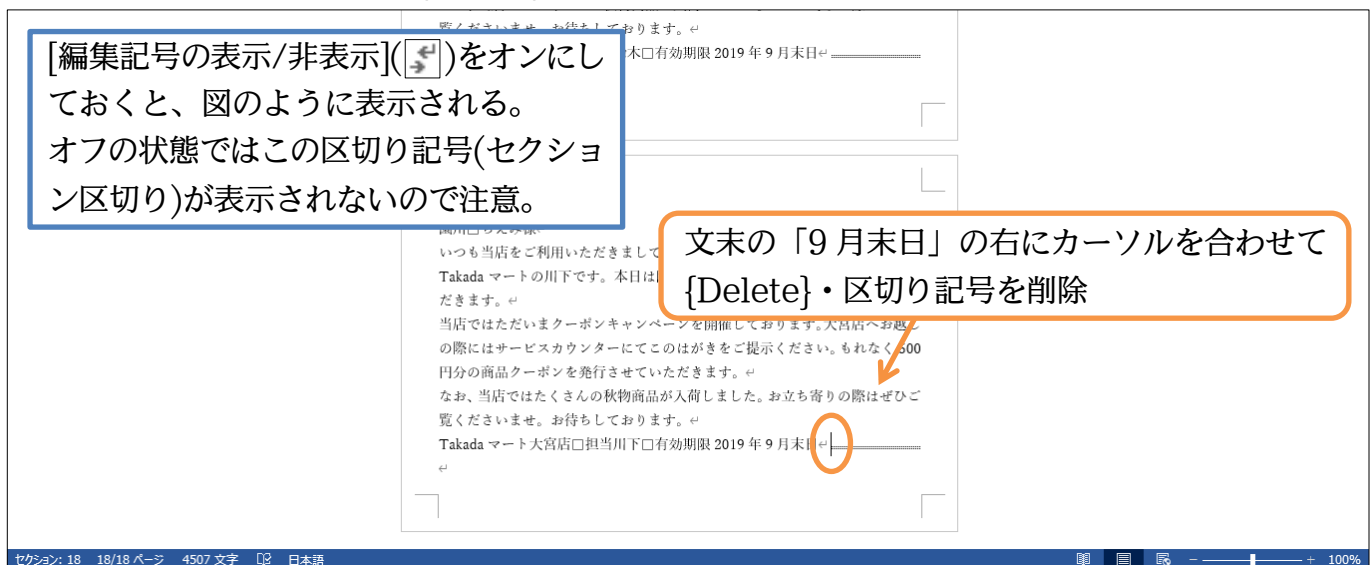 覧くださいませ。お待ちしております。↵
木□有効期限 2019 年 9 月末日↵
[編集記号の表示/非表示]()をオンにし
ておくと、図のように表示される。
オフの状態ではこの区切り記号(セクショ
ン区切り)が表示されないので注意。
いつも当店をご利用いただきまして
文末の「9 月末日」の右にカーソルを合わせて
{Delete}・区切り記号を削除
Takada マートの川下です。本日は
だきます。↵
当店ではただいまクーポンキャンペーンを開催しております。大宮店へお越し
の際にはサービスカウンターにてこのはがきをご提示ください。もれなく 500
円分の商品クーポンを発行させていただきます。↵
なお、当店ではたくさんの秋物商品が入荷しました。お立ち寄りの際はぜひご
覧くださいませ。お待ちしております。↵
Takada マート大宮店□担当川下□有効期限 2019 年 9 月末日↵
↵
セクション: 18 18/18 ページ 4507 文字 日本語 100%